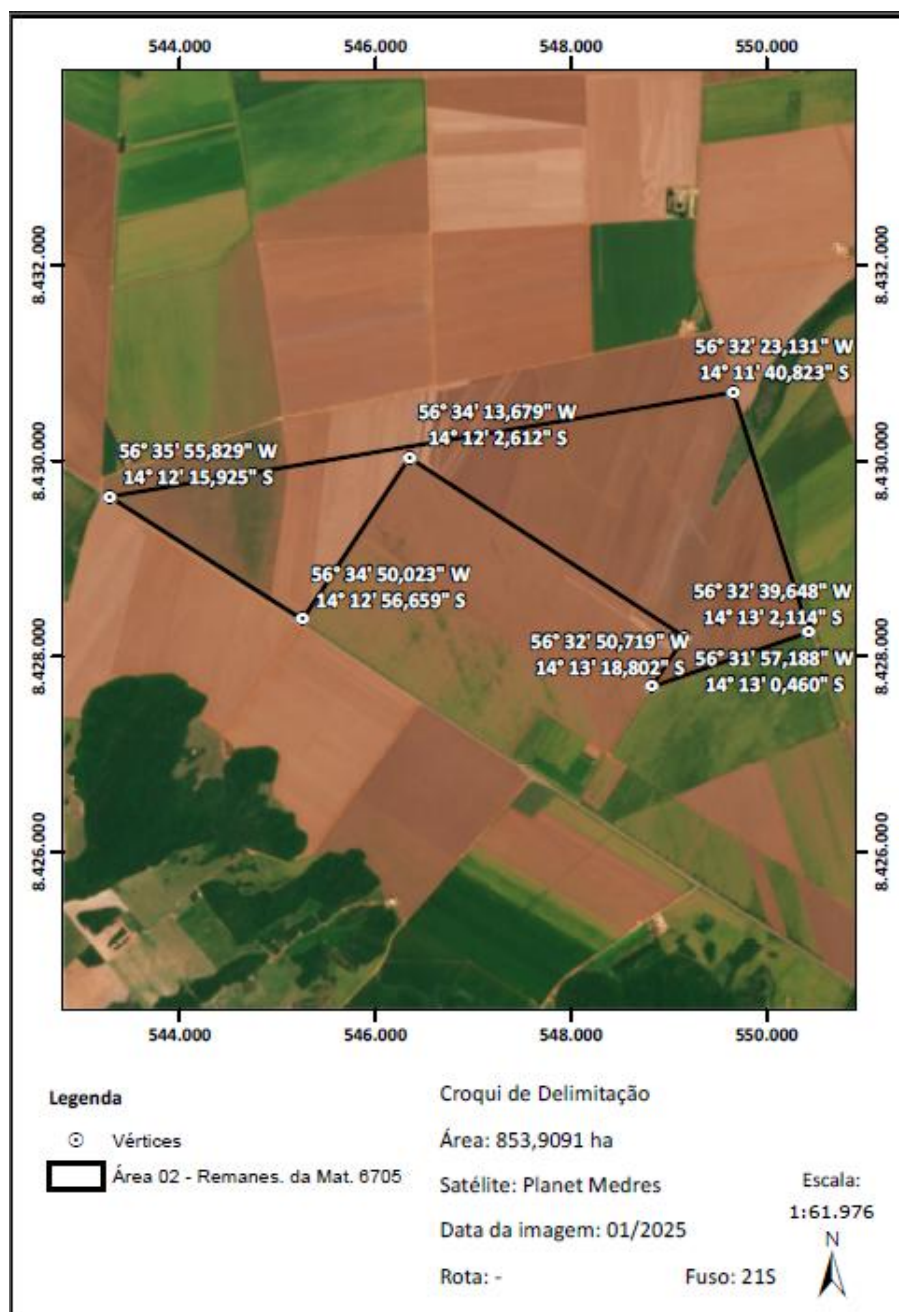 544.000 546.000 548.000 550.000
8.432.000 8.432.000
56° 32' 23,131" W
14° 11' 40,823" S
56° 34' 13,679" W
14° 12' 2,612" S
56° 35' 55,829" W
14° 12' 15,925" S
8.430.000 8.430.000
56° 34' 50,023" W
14° 12' 56,659" S
56° 32' 39,648" W
14° 13' 2,114" S
56° 32' 50,719" W
14° 13' 18,802" S
56° 31' 57,188" W
14° 13' 0,460" S
8.428.000 8.428.000
8.426.000 8.426.000
544.000 546.000 548.000 550.000
Legenda
Vértices
Área 02 - Remanes. da Mat. 6705
Croqui de Delimitação
Área: 853,9091 ha
Satélite: Planet Medres
Data da imagem: 01/2025
Rota: -
Fuso: 21S
Escala:
1:61.976
N